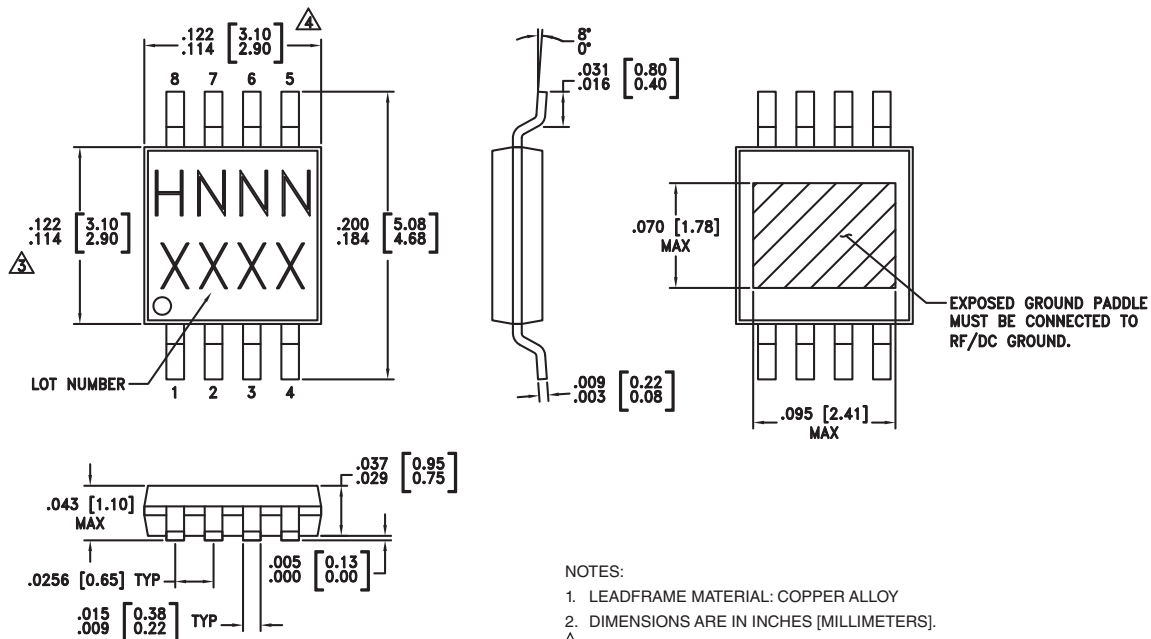 .122 [3.10]
.114 [2.90]
4
8 7 6 5
HNNN
XXXX
.122 [3.10]
.114 [2.90]
3
.200 [5.08]
.184 [4.68]
LOT NUMBER
1 2 3 4
8°
0°
.031 [0.80]
.016 [0.40]
.009 [0.22]
.003 [0.08]
.070 [1.78]
MAX
.095 [2.41]
MAX
EXPOSED GROUND PADDLE
MUST BE CONNECTED TO
RF/DC GROUND.
.043 [1.10]
MAX
.037 [0.95]
.029 [0.75]
.0256 [0.65] TYP
.005 [0.13]
.000 [0.00]
.015 [0.38]
.009 [0.22]
TYP
NOTES:
1. LEADFRAME MATERIAL: COPPER ALLOY
2. DIMENSIONS ARE IN INCHES [MILLIMETERS].